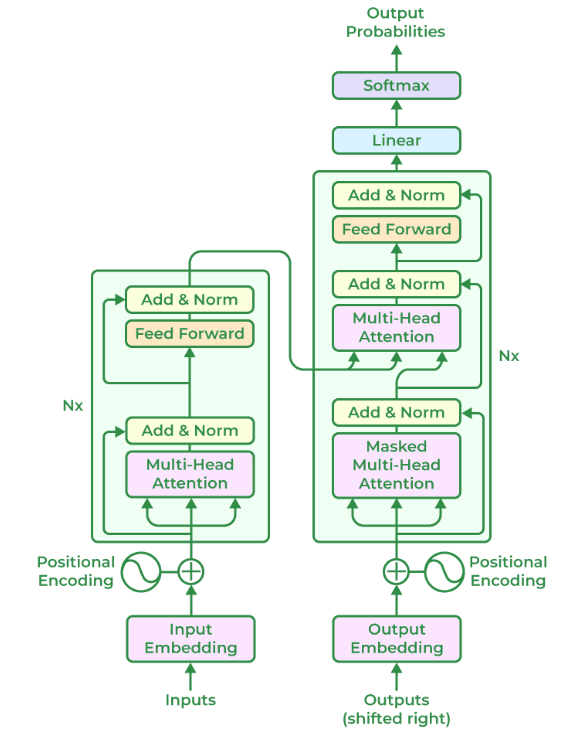 Output
Probabilities
Softmax
Linear
Add & Norm
Feed Forward
Add & Norm
Multi-Head
Attention
Nx
Add & Norm
Masked
Multi-Head
Attention
Add & Norm
Feed Forward
Nx
Add & Norm
Multi-Head
Attention
Positional
Encoding
Positional
Encoding
Input
Embedding
Output
Embedding
Inputs
Outputs
(shifted right)